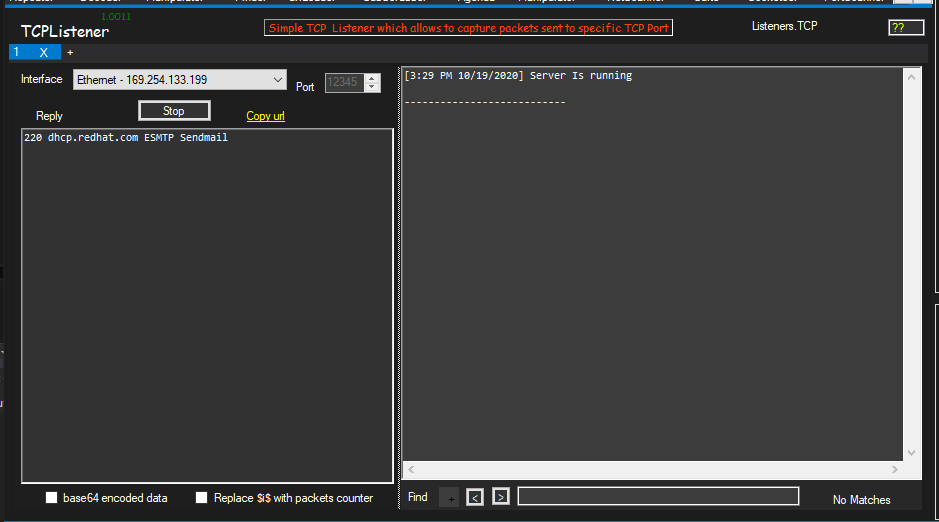 1.0011
TCPListener
Simple TCP Listener which allows to capture packets sent to specific TCP Port
Listeners.TCP
??
1 X +
Interface
Ethernet - 169.254.133.199
Port
12345
Reply
Stop
Copy url
220 dhcp.redhat.com ESMTP Sendmail
base64 encoded data
Replace $i$ with packets counter
[3:29 PM 10/19/2020] Server Is running
---------------------------
Find
+
<
>
No Matches